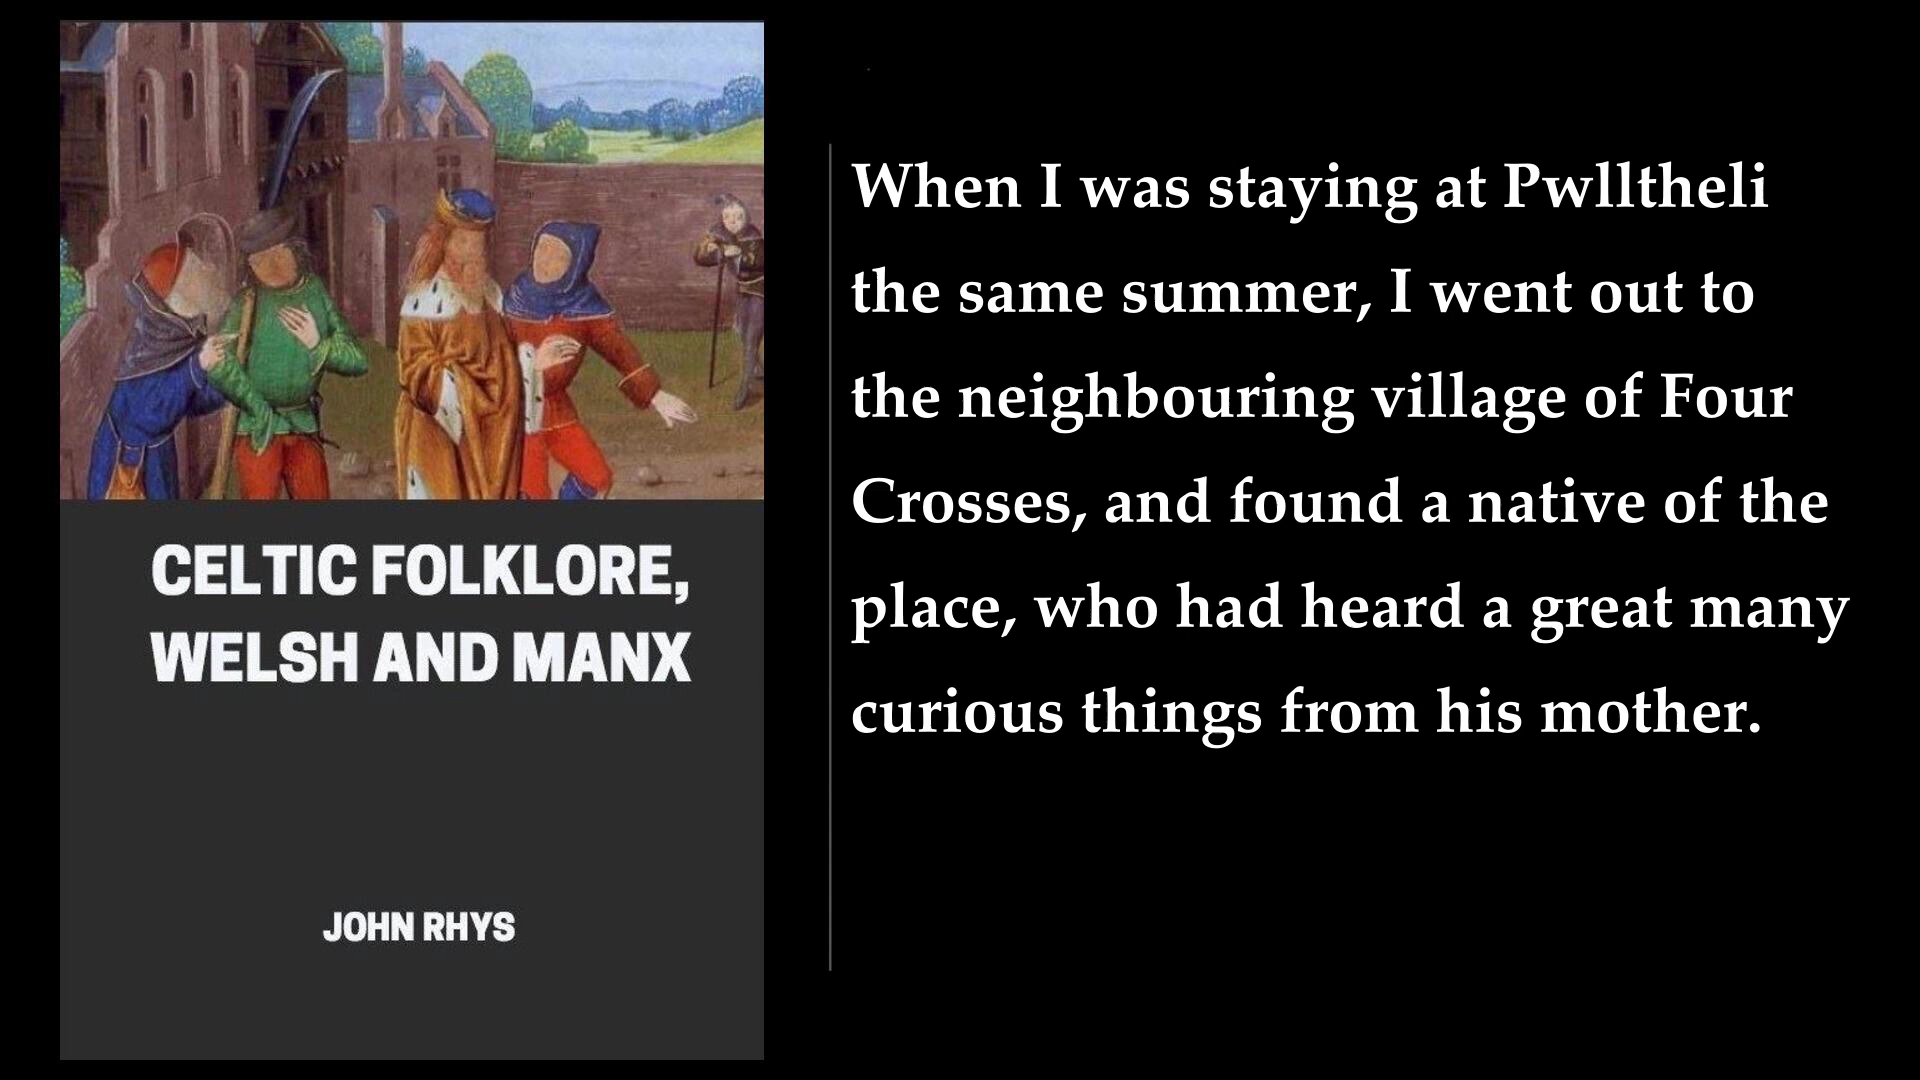 CELTIC FOLKLORE,
WELSH AND MANX
JOHN RHYS
When I was staying at Pwlltheli
the same summer, I went out to
the neighbouring village of Four
Crosses, and found a native of the
place, who had heard a great many
curious things from his mother.